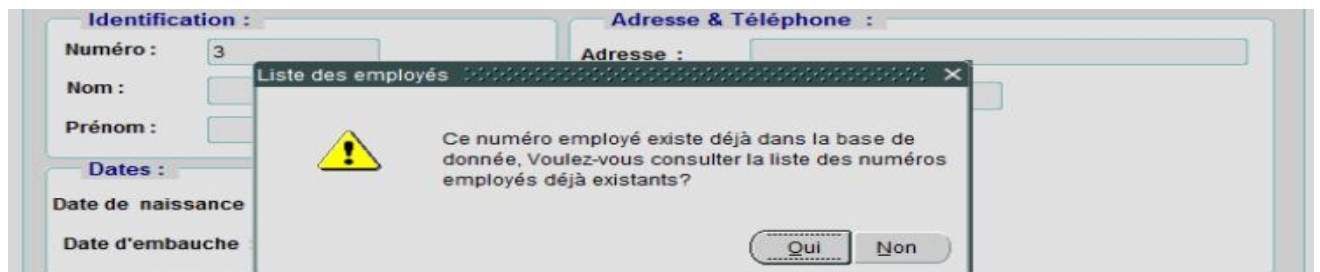 Identification :
Adresse & Téléphone :
Numéro :
3
Adresse :
Liste des employés
Nom :
Prénom :
Ce numéro employé existe déjà dans la base de
donnée, Voulez-vous consulter la liste des numéros
employés déjà existants?
Dates :
Date de naissance
Date d'embauche :
Oui
Non